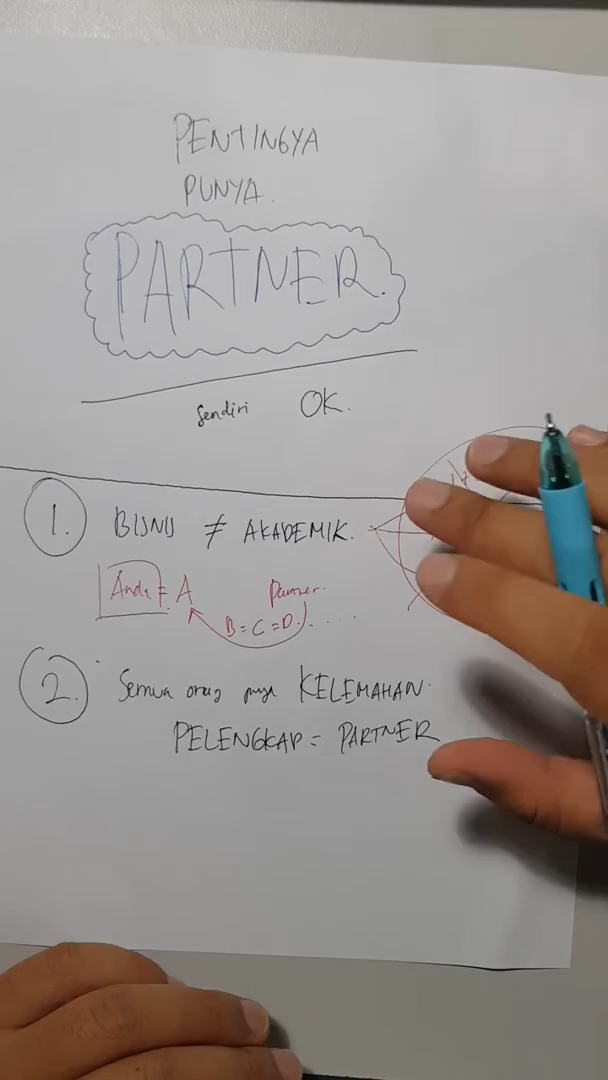 PENTINGYA
PUNYA.
PARTNER.
Sendiri OK.
1. BISNIS ≠ AKADEMIK.
Anda = A
Partner.
B = C = D. . . . .
2. Semua orang punya KELEMAHAN.
PELENGKAP = PARTNER